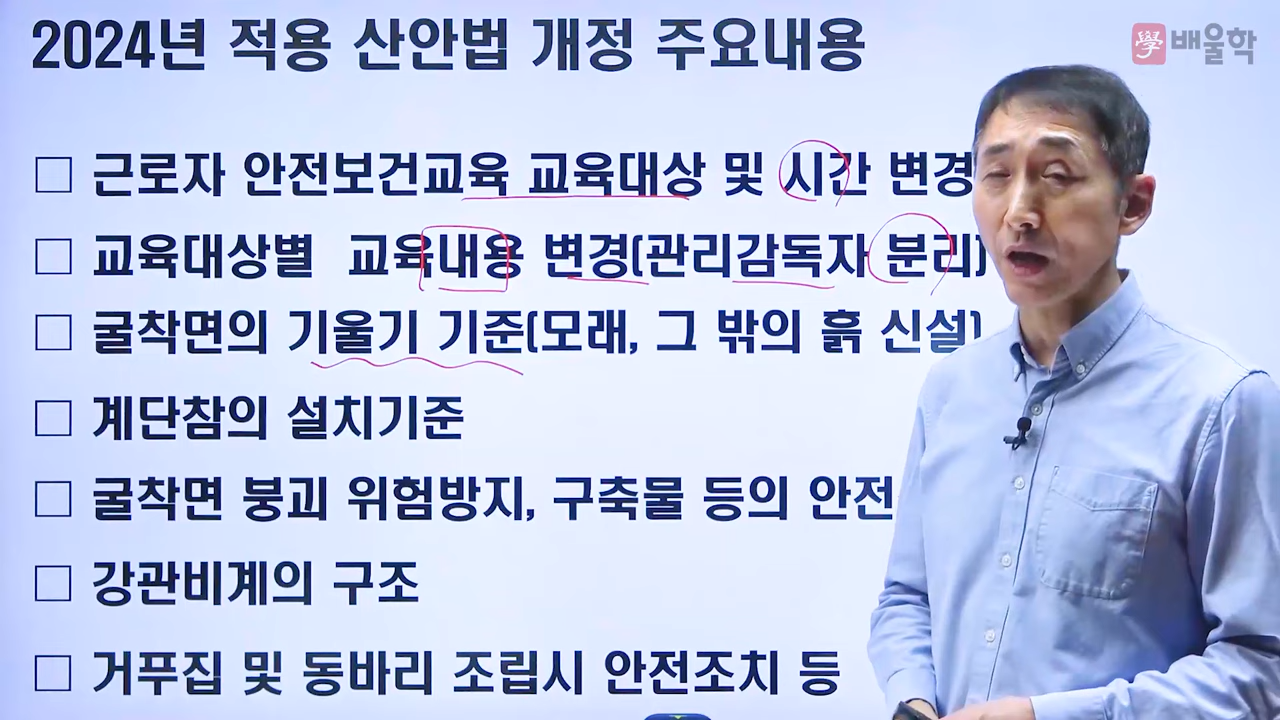 2024년 적용 산안법 개정 주요내용
學 배울학
□ 근로자 안전보건교육 교육대상 및 시간 변경
□ 교육대상별 교육내용 변경(관리감독자 분리)
□ 굴착면의 기울기 기준(모래, 그 밖의 흙 신설)
□ 계단참의 설치기준
□ 굴착면 붕괴 위험방지, 구축물 등의 안전
□ 강관비계의 구조
□ 거푸집 및 동바리 조립시 안전조치 등